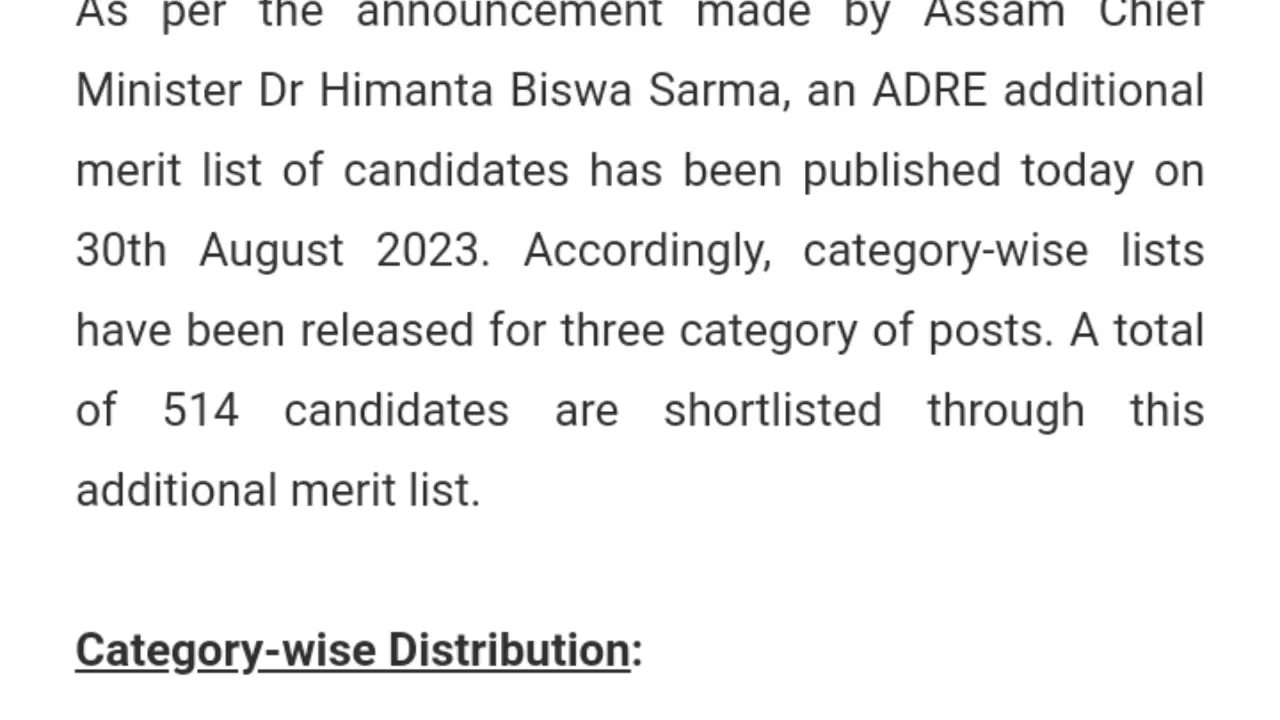 As per the announcement made by Assam Chief
Minister Dr Himanta Biswa Sarma, an ADRE additional
merit list of candidates has been published today on
30th August 2023. Accordingly, category-wise lists
have been released for three category of posts. A total
of 514 candidates are shortlisted through this
additional merit list.
Category-wise Distribution: